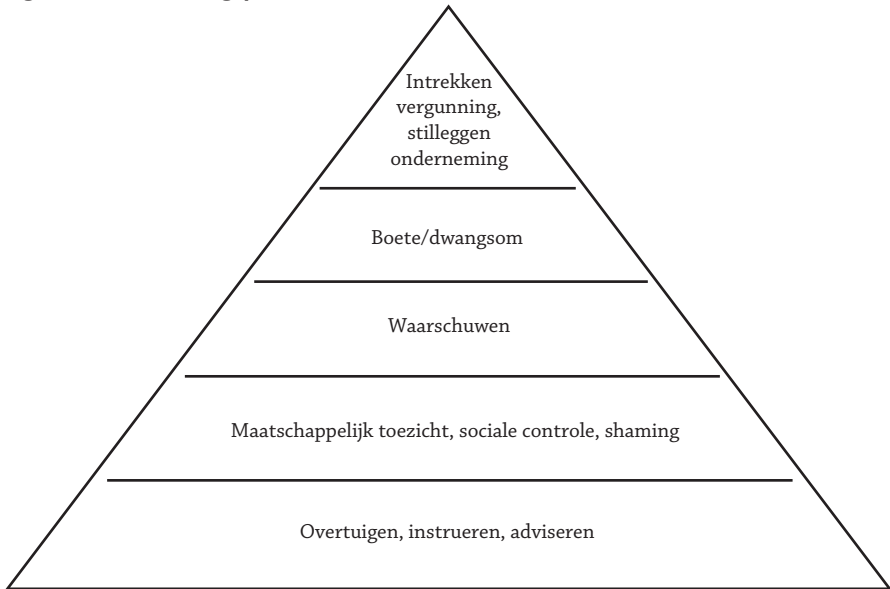 Intrekken
vergunning,
stilleggen
onderneming
Boete/dwangsom
Waarschuwen
Maatschappelijk toezicht, sociale controle, shaming
Overtuigen, instrueren, adviseren